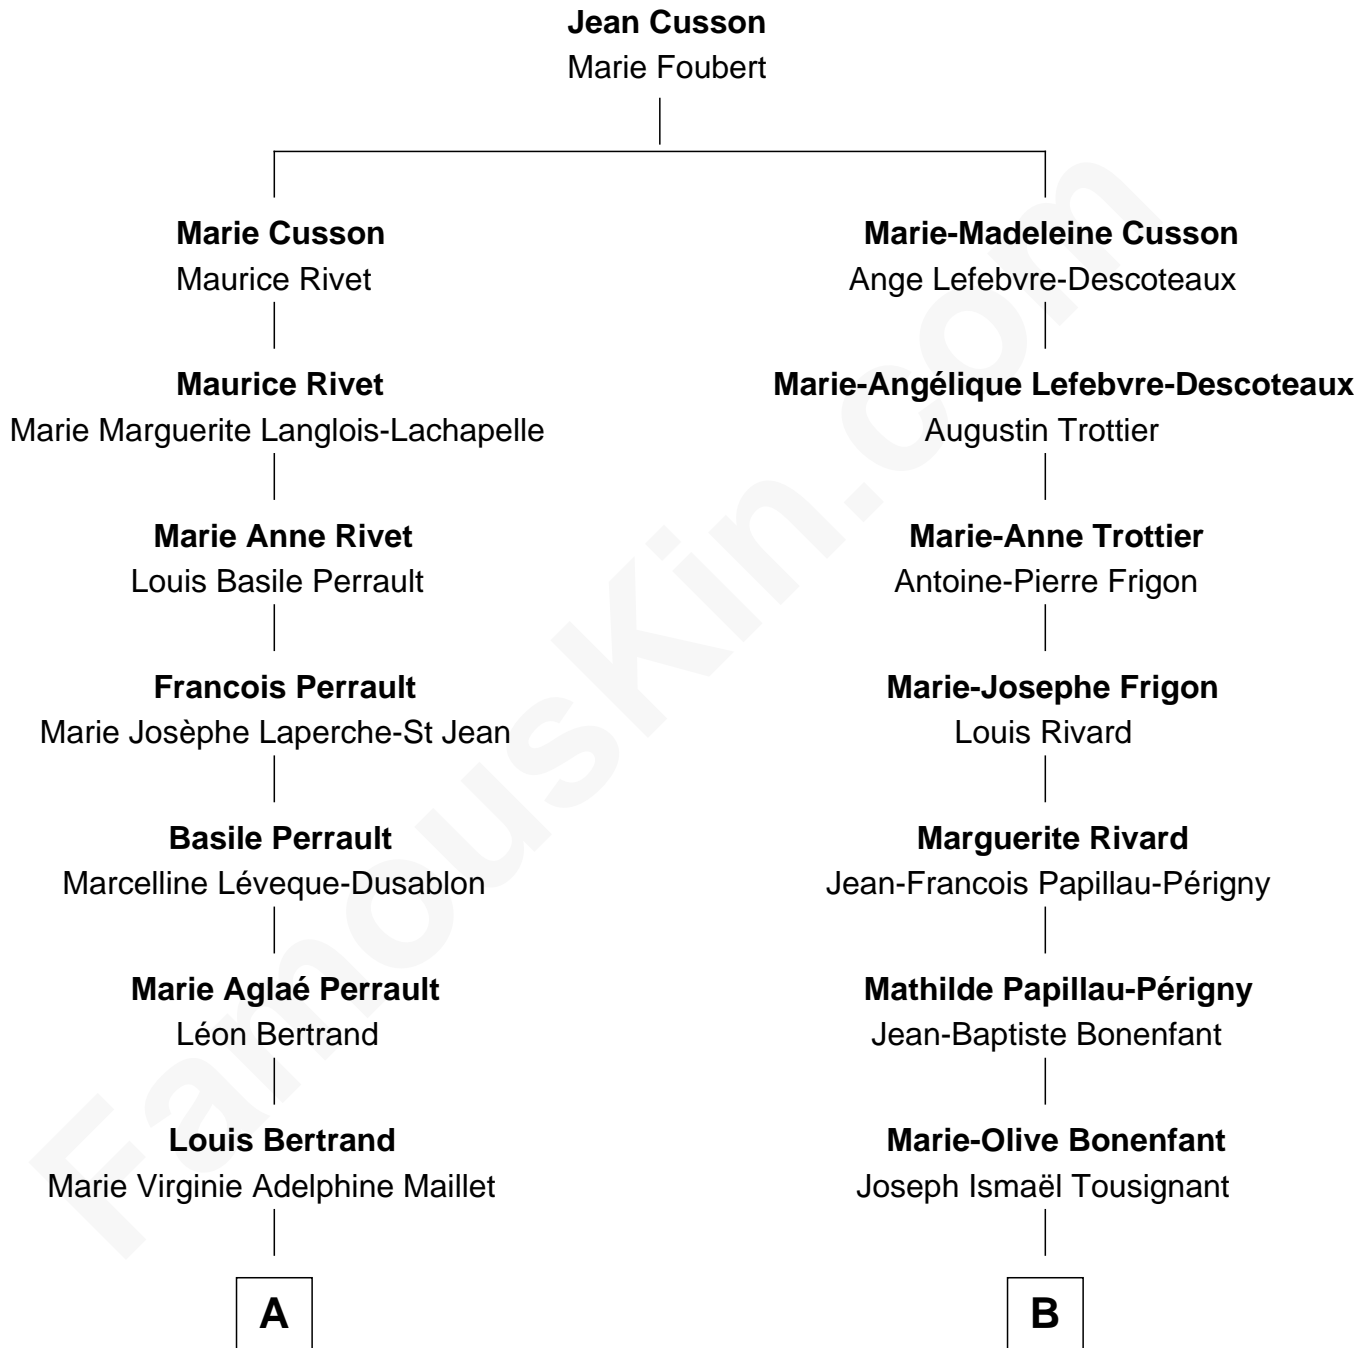 Jean Cusson
Marie Foubert
Marie Cusson
Maurice Rivet
Marie-Madeleine Cusson
Ange Lefebvre-Descoteaux
Maurice Rivet
Marie Marguerite Langlois-Lachapelle
Marie-Angélique Lefebvre-Descoteaux
Augustin Trottier
Marie Anne Rivet
Louis Basile Perrault
Marie-Anne Trottier
Antoine-Pierre Frigon
Francois Perrault
Marie Josèphe Laperche-St Jean
Marie-Josephe Frigon
Louis Rivard
Basile Perrault
Marcelline Léveque-Dusablon
Marguerite Rivard
Jean-Francois Papillau-Périgny
Marie Aglaé Perrault
Léon Bertrand
Mathilde Papillau-Périgny
Jean-Baptiste Bonenfant
Louis Bertrand
Marie Virginie Adelphine Maillet
Marie-Olive Bonenfant
Joseph Ismaël Tousignant
A
B
FamousKin.com